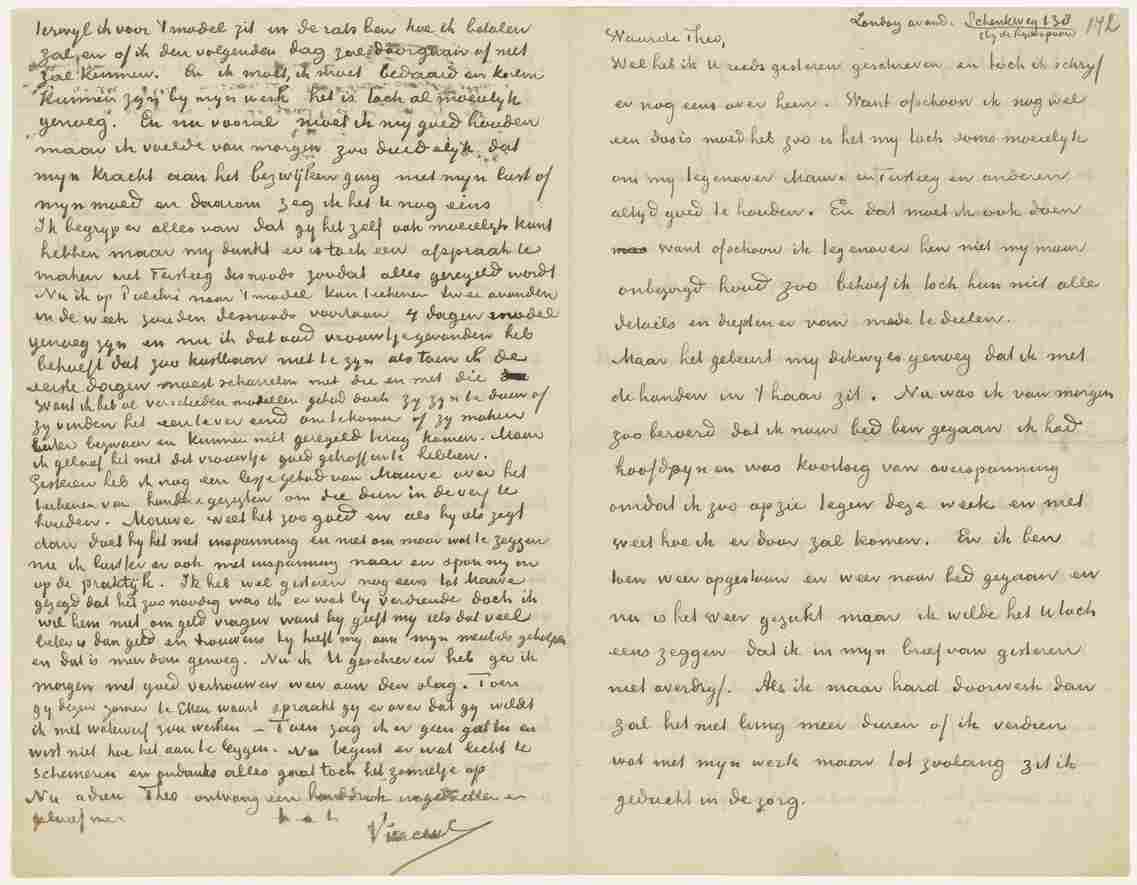 Zondag avond. Schenkweg 138
(by de Rynspoor
142
Waarde Theo,
Wel heb ik U reeds gisteren geschreven en toch ik schryf
er nog eens over heen. Want ofschoon ik nog wel
een dosis moed heb zoo is het my toch soms moeielyk
om my tegenover Mauve en Tersteeg en anderen
altyd goed te houden. En dat moet ik ook doen
want ofschoon ik tegenover hen niet my maar
onbezorgd houd zoo behoef ik toch hun niet alle
details en diepten er van mede te deelen.
Maar het gebeurt my dikwyls genoeg dat ik met
de handen in 't haar zit. Nu was ik van morgen
zoo beroerd dat ik naar bed ben gegaan ik had
hoofdpyn en was koortsig van overspanning
omdat ik zoo opzie tegen deze week en niet
weet hoe ik er door zal komen. En ik ben
toen weer opgestaan en weer naar bed gegaan en
nu is het weer gezakt maar ik wilde het U toch
eens zeggen dat ik in myn brief van gisteren
niet overdryf. Als ik maar hard doorwerk dan
zal het niet lang meer duren of ik verdien
wat met myn werk maar tot zoolang zit ik
geducht in de zorg.
Terwyl ik voor 't model zit in de rats ben hoe ik betalen
zal, en of ik den volgenden dag zal doorgaan of niet
zal kunnen. En ik moet, ik moet bedaard en kalm
kunnen zyn by myn werk het is toch al moeielyk
genoeg. En nu vooral moet ik my goed houden
maar ik voelde van morgen zoo duidelyk dat
myn kracht aan het bezwyken ging niet myn lust of
myn moed en daarom zeg ik het U nog eens
Ik begryp er alles van dat gy het zelf ook moeielyk kunt
hebben maar my dunkt er is toch een afspraak te
maken met Tersteeg desnoods zoodat alles geregeld wordt
Nu ik op Pulchri naar 't model kan teekenen twee avonden
in de week zouden desnoods voortaan 4 dagen model
genoeg zyn en nu ik dat oud vrouwtje gevonden heb
behoeft dat zoo kostbaar niet te zyn als toen ik de
eerste dagen moest scharrelen met die en met die
Want ik heb al verscheiden modellen gehad doch zy zyn te duur of
zy vinden het een te ver eind om te komen of zy maken
later bezwaar en kunnen niet geregeld terug komen. Maar
ik geloof het met dit vrouwtje goed getroffen te hebben.
Gisteren heb ik nog een lesje gehad van Mauve over het
teekenen van handen & gezigten om die dun in de verf te
houden. Mauve weet het zoo goed en als hy iets zegt
dan doet hy het met inspanning en niet om maar wat te zeggen
nu ik luister er ook met inspanning naar en span my in
op de praktyk. Ik heb wel gisteren nog eens tot Mauve
gezegd dat het zoo noodig was ik er wat by verdiende doch ik
wil hem niet om geld vragen want hy geeft my iets dat veel
beter is dan geld en trouwens hy heeft my aan myn meubels geholpen
en dat is meer dan genoeg. Nu ik U geschreven heb ga ik
morgen met goed vertrouwen weer aan den slag. Toen
gy dezen zomer te Etten waart spraakt gy er over dat gy wildet
ik met waterverf zou werken – Toen zag ik er geen gat in en
wist niet hoe het aan te leggen. Nu begint er wat licht te
schemeren en ondanks alles gaat toch het zonnetje op
Nu adieu Theo ontvang een handdruk in gedachten en
geloof me
t. à t.
Vincent